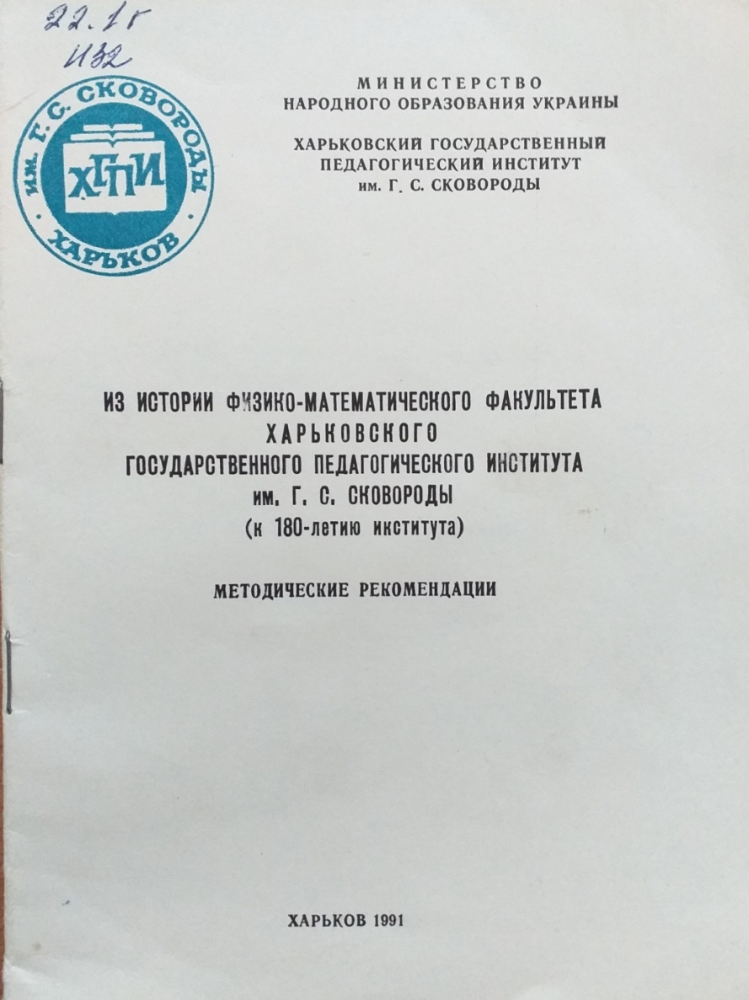 22.1г
И32
им. Г. С. СКОВОРОДЫ
ХГПИ
· ХАРЬКОВ ·
МИНИСТЕРСТВО
НАРОДНОГО ОБРАЗОВАНИЯ УКРАИНЫ
ХАРЬКОВСКИЙ ГОСУДАРСТВЕННЫЙ
ПЕДАГОГИЧЕСКИЙ ИНСТИТУТ
им. Г. С. СКОВОРОДЫ
ИЗ ИСТОРИИ ФИЗИКО-МАТЕМАТИЧЕСКОГО ФАКУЛЬТЕТА
ХАРЬКОВСКОГО
ГОСУДАРСТВЕННОГО ПЕДАГОГИЧЕСКОГО ИНСТИТУТА
им. Г. С. СКОВОРОДЫ
(к 180-летию икститута)
МЕТОДИЧЕСКИЕ РЕКОМЕНДАЦИИ
ХАРЬКОВ 1991